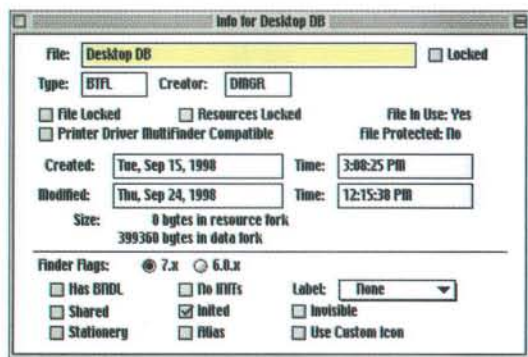 Info for Desktop DB
File: Desktop DB Locked
Type: BTFL Creator: DMGR
File Locked Resources Locked File In Use: Yes
Printer Driver MultiFinder Compatible File Protected: No
Created: Tue, Sep 15, 1998 Time: 3:08:25 PM
Modified: Thu, Sep 24, 1998 Time: 12:15:38 PM
Size: 0 bytes in resource fork
399360 bytes in data fork
Finder Flags: 7.x 6.0.x
Has BNDL No INITs Label: None
Shared Inited Invisible
Stationery Alias Use Custom Icon